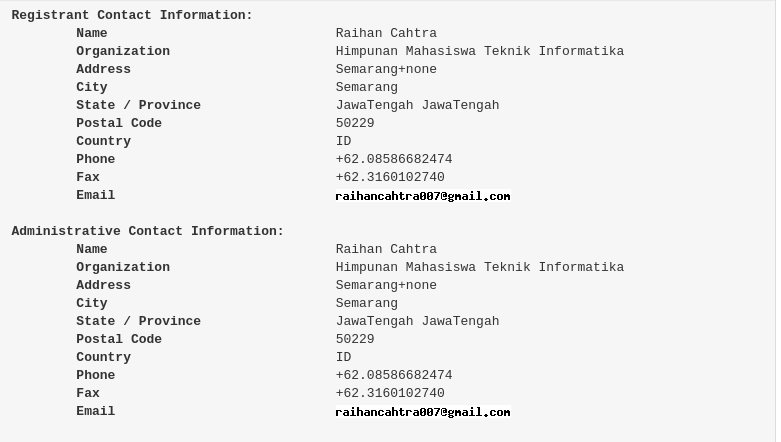 Registrant Contact Information:
Name Raihan Cahtra
Organization Himpunan Mahasiswa Teknik Informatika
Address Semarang+none
City Semarang
State / Province JawaTengah JawaTengah
Postal Code 50229
Country ID
Phone +62.08586682474
Fax +62.3160102740
Email raihancahtra007@gmail.com
Administrative Contact Information:
Name Raihan Cahtra
Organization Himpunan Mahasiswa Teknik Informatika
Address Semarang+none
City Semarang
State / Province JawaTengah JawaTengah
Postal Code 50229
Country ID
Phone +62.08586682474
Fax +62.3160102740
Email raihancahtra007@gmail.com